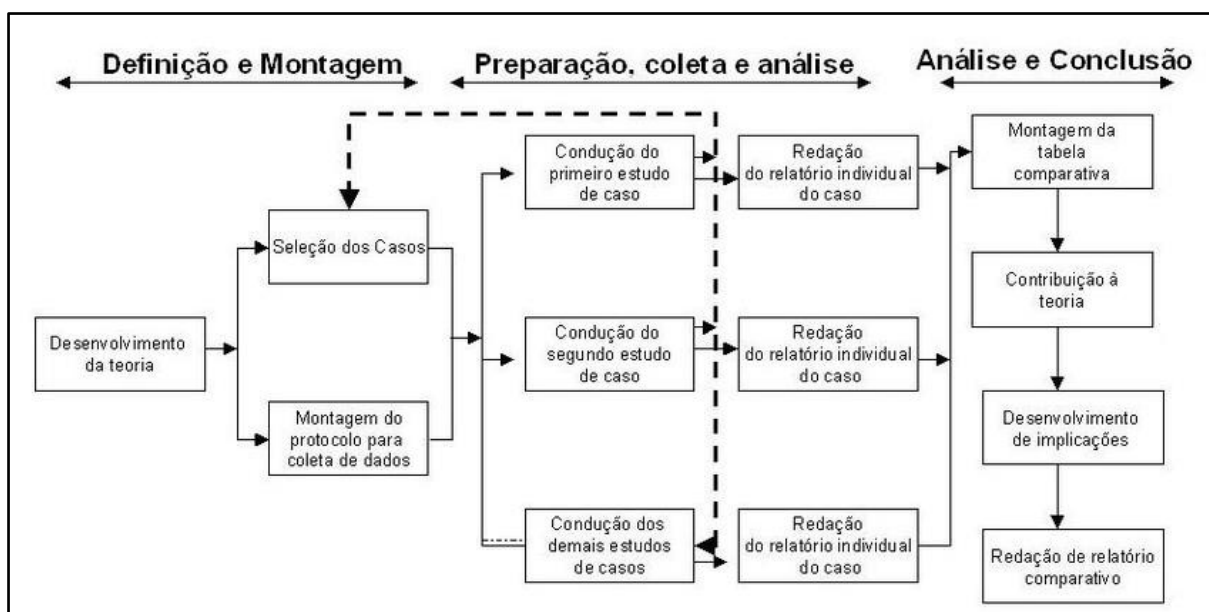 Definição e Montagem
Preparação, coleta e análise
Análise e Conclusão
Desenvolvimento
da teoria
Seleção dos Casos
Montagem do
protocolo para
coleta de dados
Condução do
primeiro estudo
de caso
Redação
do relatório individual
do caso
Condução do
segundo estudo
de caso
Redação
do relatório individual
do caso
Condução dos
demais estudos
de casos
Redação
do relatório individual
do caso
Montagem da
tabela
comparativa
Contribuição à
teoria
Desenvolvimento
de implicações
Redação de relatório
comparativo